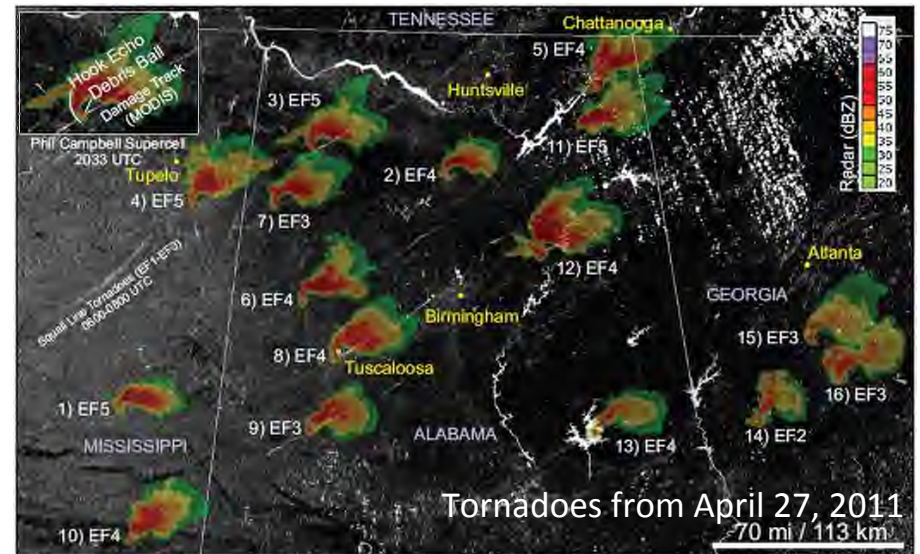 TENNESSEE
Chattanooga
5) EF4
Huntsville
Hook Echo
Debris Ball
Damage Track
(MODIS)
3) EF5
11) EF5
Phil Campbell Supercell
2033 UTC
Tupelo
4) EF5
2) EF4
7) EF3
12) EF4
Atlanta
GEORGIA
Squall Line Tornadoes (EF1-EF3)
0600-0800 UTC
6) EF4
Birmingham
8) EF4
Tuscaloosa
15) EF3
16) EF3
1) EF5
9) EF3
ALABAMA
13) EF4
14) EF2
MISSISSIPPI
10) EF4
Radar (dBZ)
75
70
65
60
55
50
45
40
35
30
25
20
Tornadoes from April 27, 2011
70 mi / 113 km